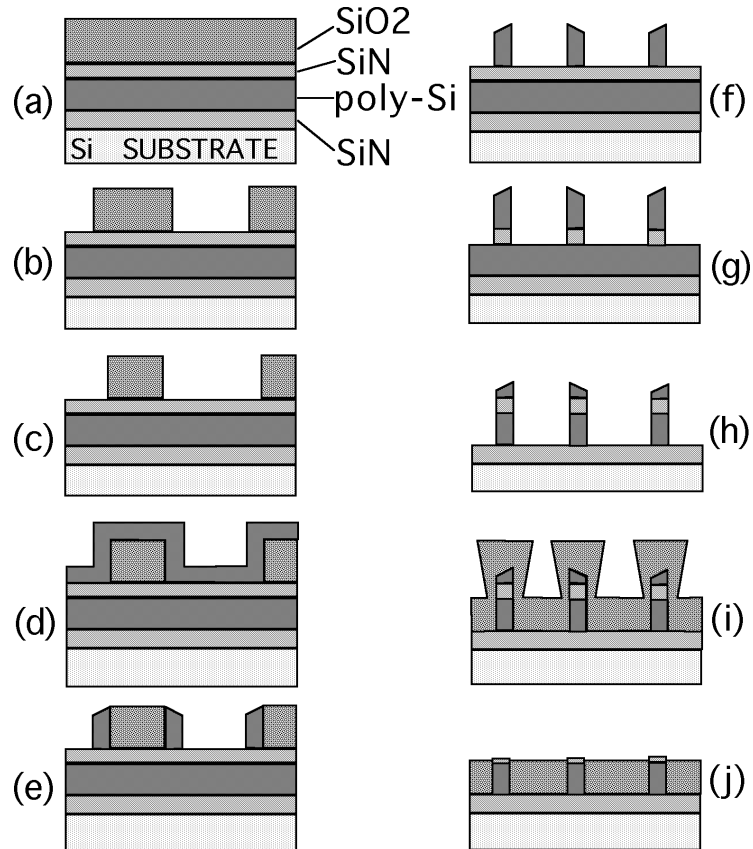 SiO2
SiN
(a)
poly-Si
Si SUBSTRATE
SiN
(b)
(c)
(d)
(e)
(f)
(g)
(h)
(i)
(j)